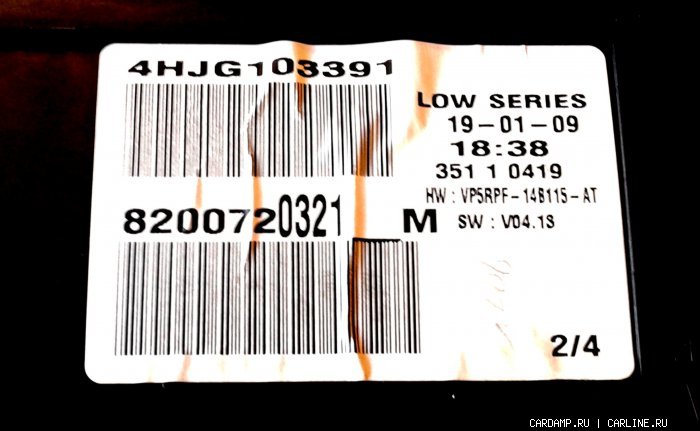 4HJG103391
LOW SERIES
19-01-09
18:38
351 1 0419
HW : VP5RPF-14B115-AT
8200720321 M
SW : V04.13
2/4
CARDAMP.RU | CARLINE.RU